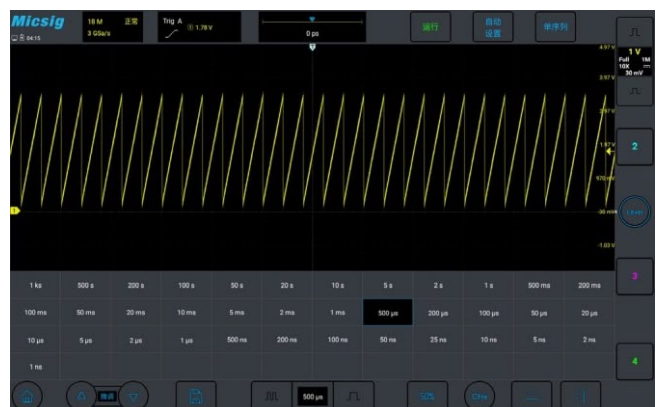 Micsig
18 M 正常
3 GSa/s
Trig A
① 1.78 V
0 ps
运行
自动
设置
单序列
04:15
T
4.97 V
3.97 V
2.97 V
1.97 V
970 mV
-30 mV
-1.03 V
1
1 V
Full 1M
10X
30 mV
2
3
4
1 ks 500 s 200 s 100 s 50 s 20 s 10 s 5 s 2 s 1 s 500 ms 200 ms
100 ms 50 ms 20 ms 10 ms 5 ms 2 ms 1 ms 500 μs 200 μs 100 μs 50 μs 20 μs
10 μs 5 μs 2 μs 1 μs 500 ns 200 ns 100 ns 50 ns 25 ns 10 ns 5 ns 2 ns
1 ns
500 μs
50%